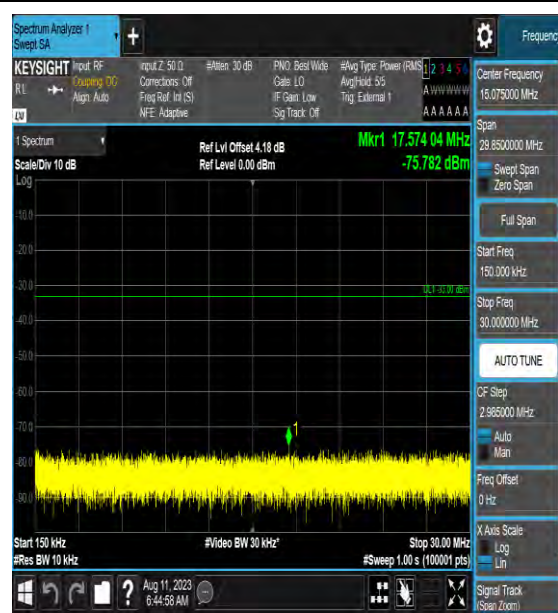 Spectrum Analyzer 1
Swept SA
+
Frequency
KEYSIGHT
Input: RF
Input Z: 50 Ω
#Atten: 30 dB
PNO: Best Wide
#Avg Type: Power (RMS
1 2 3 4 5 6
RL
Coupling: DC
Corrections: Off
Gate: LO
Avg|Hold: 5/5
A W W W W W
Align: Auto
Freq Ref: Int (S)
IF Gain: Low
Trig: External 1
NFE: Adaptive
Sig Track: Off
A A A A A A
LXI
1 Spectrum
Scale/Div 10 dB
Ref Lvl Offset 4.18 dB
Ref Level 0.00 dBm
Mkr1 17.574 04 MHz
-75.782 dBm
Log
-10.0
-20.0
-30.0
UL1 -33.00 dBm
-40.0
-50.0
-60.0
-70.0
1
-80.0
-90.0
Start 150 kHz
#Video BW 30 kHz*
Stop 30.00 MHz
#Res BW 10 kHz
#Sweep 1.00 s (100001 pts)
?
Aug 11, 2023
6:44:58 AM
Center Frequency
15.075000 MHz
Span
29.8500000 MHz
Swept Span
Zero Span
Full Span
Start Freq
150.000 kHz
Stop Freq
30.000000 MHz
AUTO TUNE
CF Step
2.985000 MHz
Auto
Man
Freq Offset
0 Hz
X Axis Scale
Log
Lin
Signal Track
(Span Zoom)